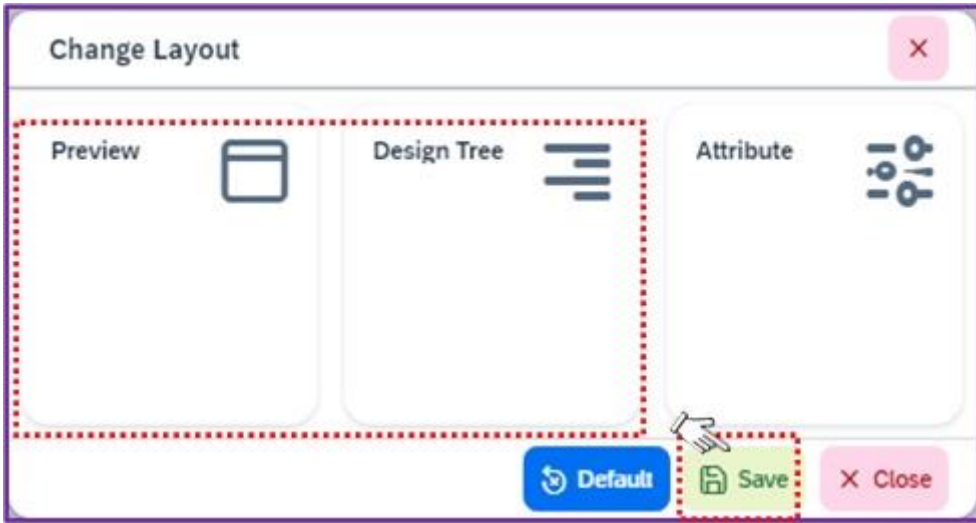 Change Layout
Preview
Design Tree
Attribute
Default
Save
Close